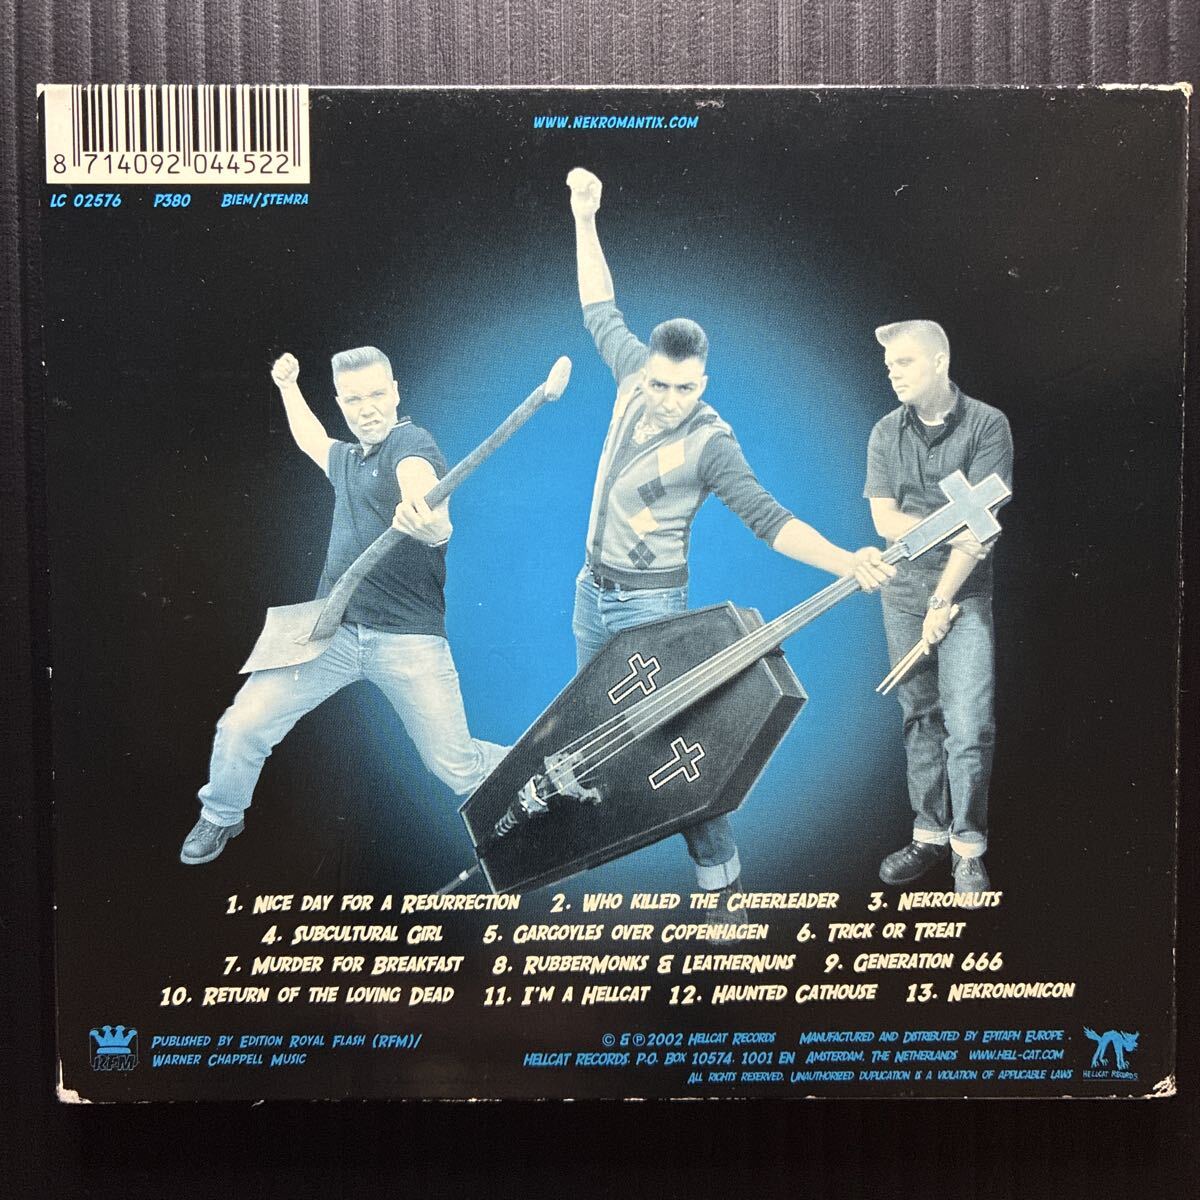 WWW.NEKROMANTIX.COM
8 714092 044522
LC 02576 P380 BIEM/STEMRA
1. NICE DAY FOR A RESURRECTION 2. WHO KILLED THE CHEERLEADER 3. NEKRONAUTS
4. SUBCULTURAL GIRL 5. GARGOYLES OVER COPENHAGEN 6. TRICK OR TREAT
7. MURDER FOR BREAKFAST 8. RUBBERMONKS & LEATHERNUNS 9. GENERATION 666
10. RETURN OF THE LOVING DEAD 11. I'M A HELLCAT 12. HAUNTED CATHOUSE 13. NEKRONOMICON
RFM
PUBLISHED BY EDITION ROYAL FLASH (RFM)/
WARNER CHAPPELL MUSIC
© & ℗ 2002 HELLCAT RECORDS MANUFACTURED AND DISTRIBUTED BY EPITAPH EUROPE.
HELLCAT RECORDS. P.O. BOX 10574. 1001 EN AMSTERDAM, THE NETHERLANDS WWW.HELL-CAT.COM
ALL RIGHTS RESERVED. UNAUTHORIZED DUPLICATION IS A VIOLATION OF APPLICABLE LAWS
HELLCAT RECORDS